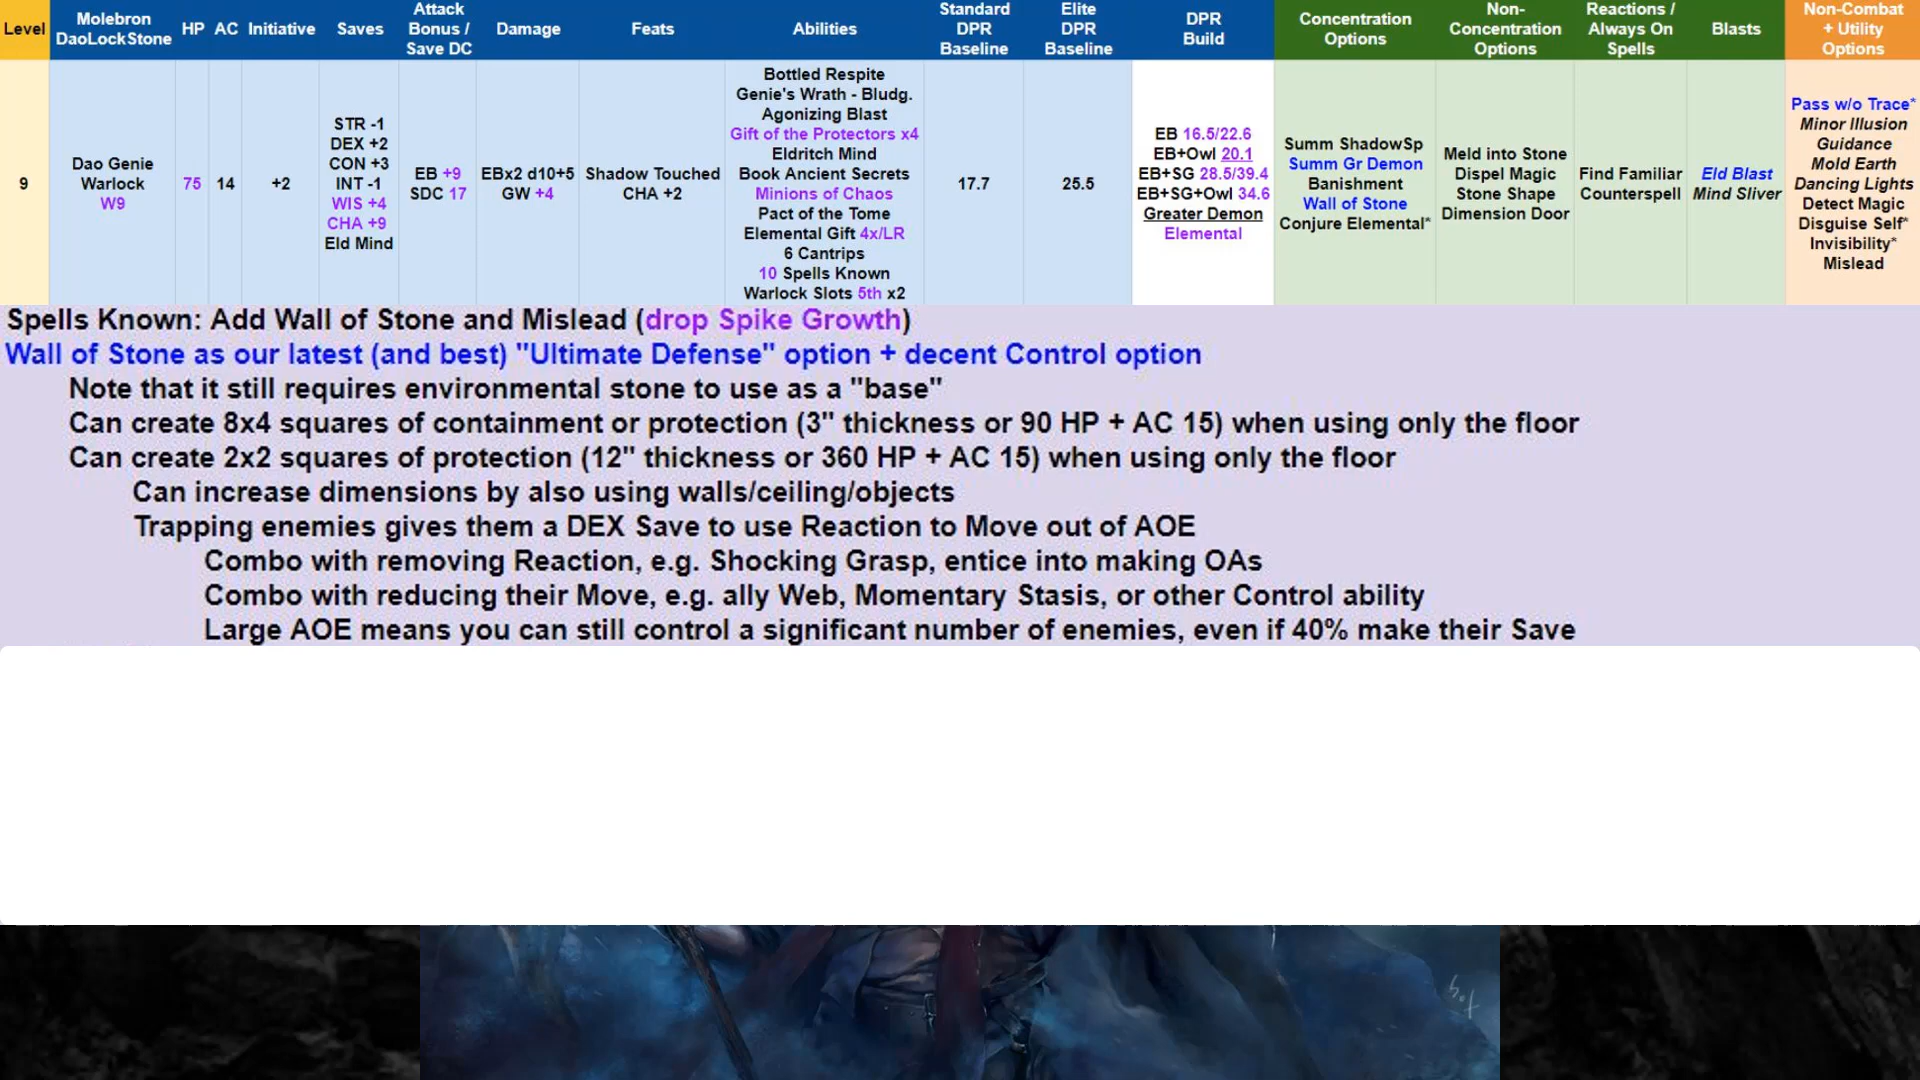 Level
Molebron
DaoLockStone
HP
AC
Initiative
Saves
Attack
Bonus /
Save DC
Damage
Feats
Abilities
Standard
DPR
Baseline
Elite
DPR
Baseline
DPR
Build
Concentration
Options
Non-
Concentration
Options
Reactions /
Always On
Spells
Blasts
Non-Combat
+ Utility
Options
9
Dao Genie
Warlock
W9
75
14
+2
STR -1
DEX +2
CON +3
INT -1
WIS +4
CHA +9
Eld Mind
EB +9
SDC 17
EBx2 d10+5
GW +4
Shadow Touched
CHA +2
Bottled Respite
Genie's Wrath - Bludg.
Agonizing Blast
Gift of the Protectors x4
Eldritch Mind
Book Ancient Secrets
Minions of Chaos
Pact of the Tome
Elemental Gift 4x/LR
6 Cantrips
10 Spells Known
Warlock Slots 5th x2
17.7
25.5
EB 16.5/22.6
EB+Owl 20.1
EB+SG 28.5/39.4
EB+SG+Owl 34.6
Greater Demon
Elemental
Summ ShadowSp
Summ Gr Demon
Banishment
Wall of Stone
Conjure Elemental*
Meld into Stone
Dispel Magic
Stone Shape
Dimension Door
Find Familiar
Counterspell
Eld Blast
Mind Sliver
Pass w/o Trace*
Minor Illusion
Guidance
Mold Earth
Dancing Lights
Detect Magic
Disguise Self*
Invisibility*
Mislead
Spells Known: Add Wall of Stone and Mislead (drop Spike Growth)
Wall of Stone as our latest (and best) "Ultimate Defense" option + decent Control option
Note that it still requires environmental stone to use as a "base"
Can create 8x4 squares of containment or protection (3" thickness or 90 HP + AC 15) when using only the floor
Can create 2x2 squares of protection (12" thickness or 360 HP + AC 15) when using only the floor
Can increase dimensions by also using walls/ceiling/objects
Trapping enemies gives them a DEX Save to use Reaction to Move out of AOE
Combo with removing Reaction, e.g. Shocking Grasp, entice into making OAs
Combo with reducing their Move, e.g. ally Web, Momentary Stasis, or other Control ability
Large AOE means you can still control a significant number of enemies, even if 40% make their Save